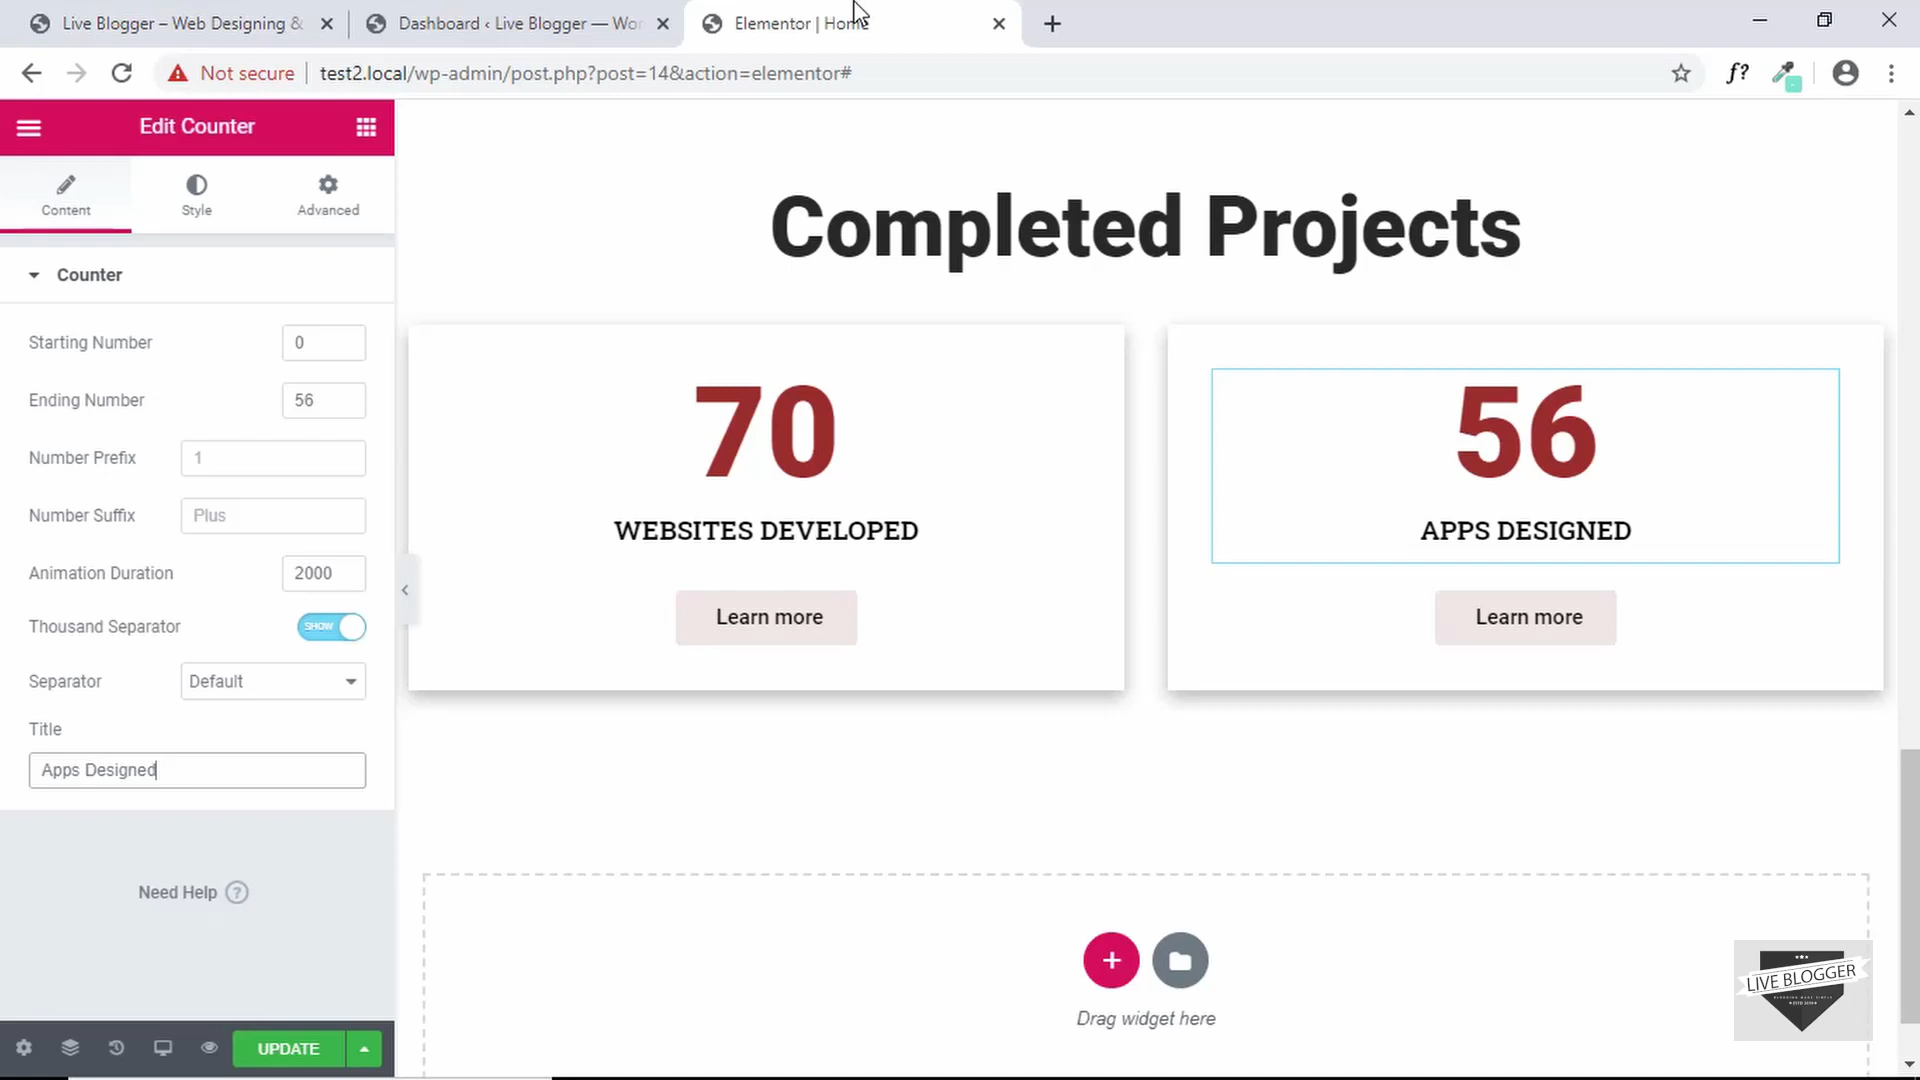 Live Blogger – Web Designing &
Dashboard ‹ Live Blogger — Wor
Elementor | Home
Not secure
test2.local/wp-admin/post.php?post=14&action=elementor#
f?
Edit Counter
Content
Style
Advanced
Counter
Starting Number
0
Ending Number
56
Number Prefix
1
Number Suffix
Plus
Animation Duration
2000
Thousand Separator
SHOW
Separator
Default
Title
Apps Designed
Need Help ?
UPDATE
Completed Projects
70
WEBSITES DEVELOPED
Learn more
56
APPS DESIGNED
Learn more
Drag widget here
LIVE BLOGGER